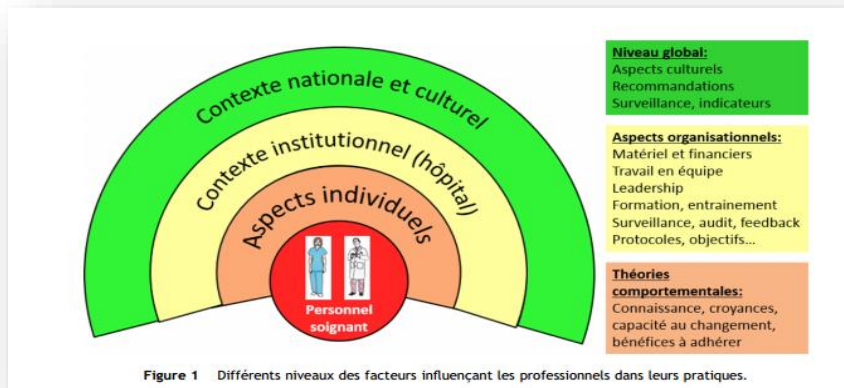 Contexte nationale et culturel
Contexte institutionnel (hôpital)
Aspects individuels
Personnel
soignant
Niveau global:
Aspects culturels
Recommandations
Surveillance, indicateurs
Aspects organisationnels:
Matériel et financiers
Travail en équipe
Leadership
Formation, entrainement
Surveillance, audit, feedback
Protocoles, objectifs...
Théories
comportementales:
Connaissance, croyances,
capacité au changement,
bénéfices à adhérer
Figure 1 Différents niveaux des facteurs influençant les professionnels dans leurs pratiques.